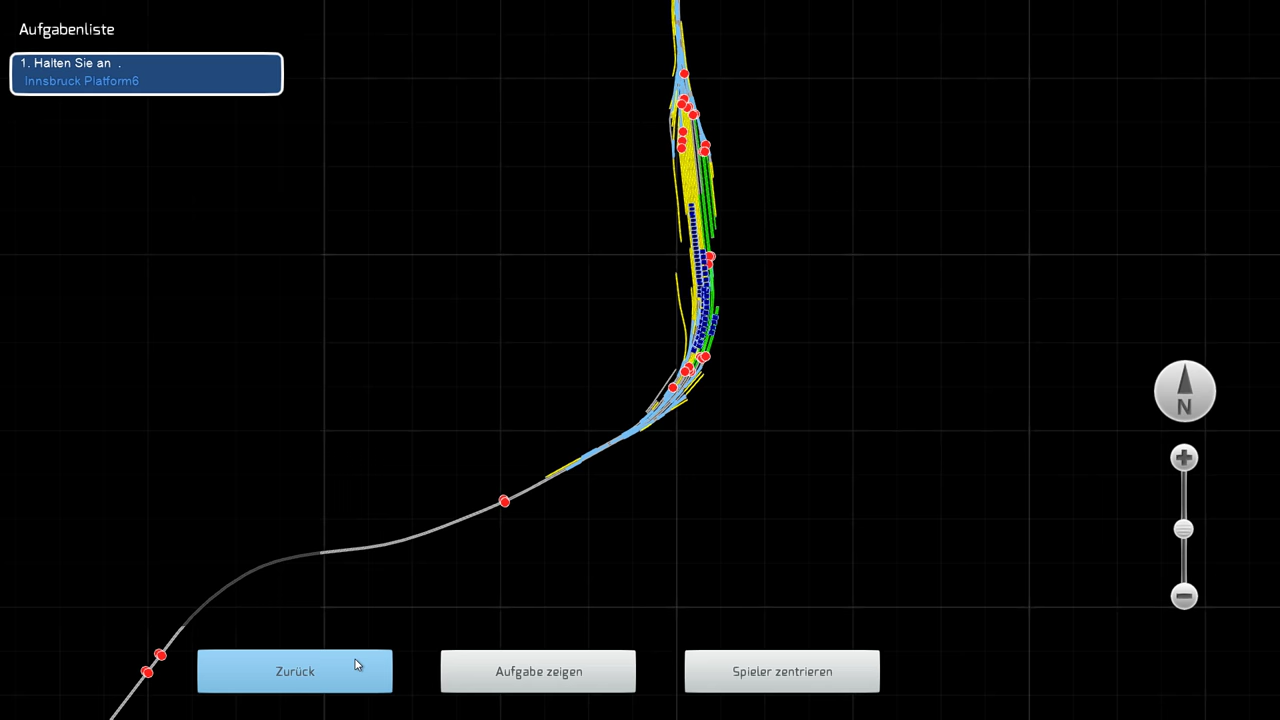 Aufgabenliste
1. Halten Sie an .
Innsbruck Platform6
N
Zurück
Aufgabe zeigen
Spieler zentrieren